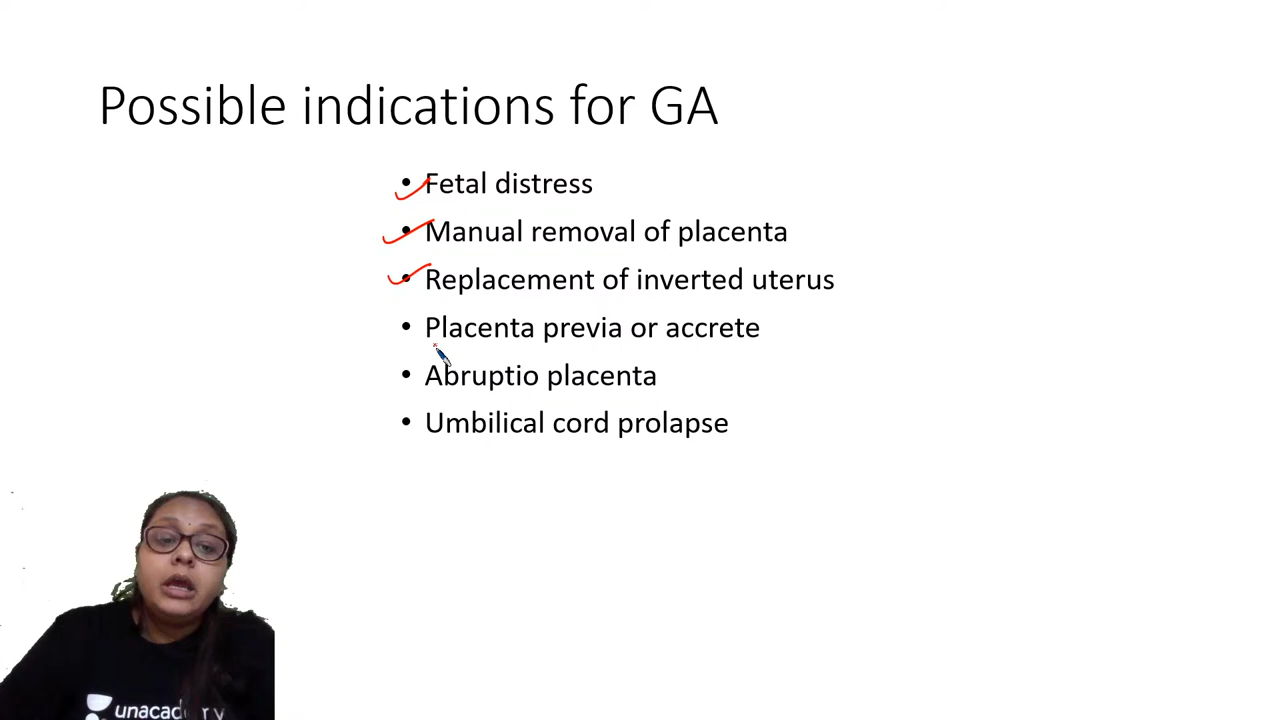 Possible indications for GA
• Fetal distress
• Manual removal of placenta
• Replacement of inverted uterus
• Placenta previa or accrete
• Abruptio placenta
• Umbilical cord prolapse